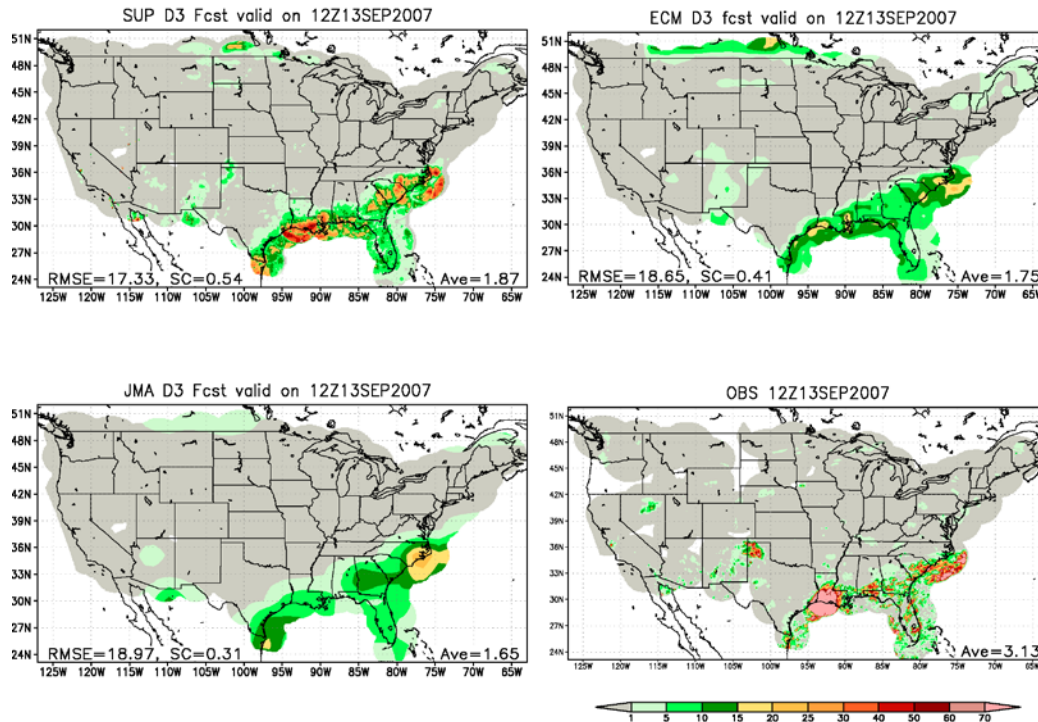 SUP D3 Fcst valid on 12Z13SEP2007
51N
48N
45N
42N
39N
36N
33N
30N
27N
24N
RMSE=17.33, SC=0.54
Ave=1.87
125W 120W 115W 110W 105W 100W 95W 90W 85W 80W 75W 70W 65W
ECM D3 fcst valid on 12Z13SEP2007
51N
48N
45N
42N
39N
36N
33N
30N
27N
24N
RMSE=18.65, SC=0.41
Ave=1.75
125W 120W 115W 110W 105W 100W 95W 90W 85W 80W 75W 70W 65W
JMA D3 Fcst valid on 12Z13SEP2007
51N
48N
45N
42N
39N
36N
33N
30N
27N
24N
RMSE=18.97, SC=0.31
Ave=1.65
125W 120W 115W 110W 105W 100W 95W 90W 85W 80W 75W 70W 65W
OBS 12Z13SEP2007
51N
48N
45N
42N
39N
36N
33N
30N
27N
24N
Ave=3.13
125W 120W 115W 110W 105W 100W 95W 90W 85W 80W 75W 70W 65W
1 5 10 15 20 25 30 40 50 60 70